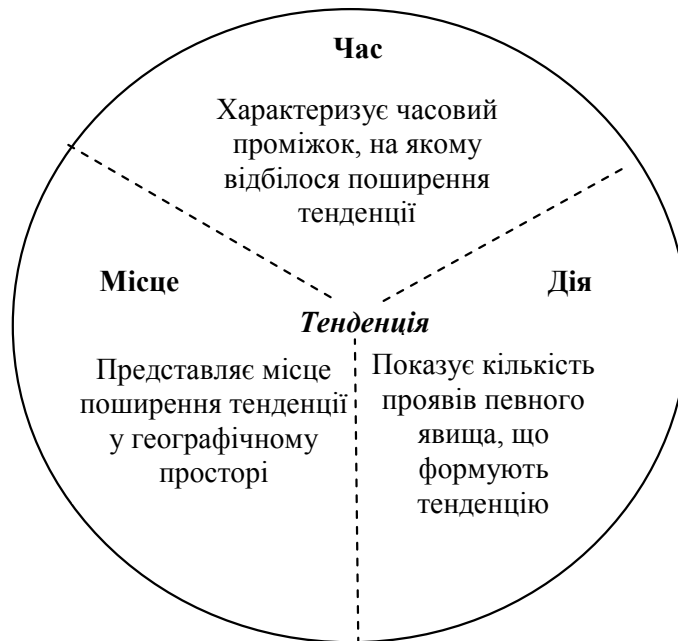 Час
Характеризує часовий
проміжок, на якому
відбілося поширення
тенденції
Місце
Дія
Тенденція
Представляє місце
поширення тенденції
у географічному
просторі
Показує кількість
проявів певного
явища, що
формують
тенденцію